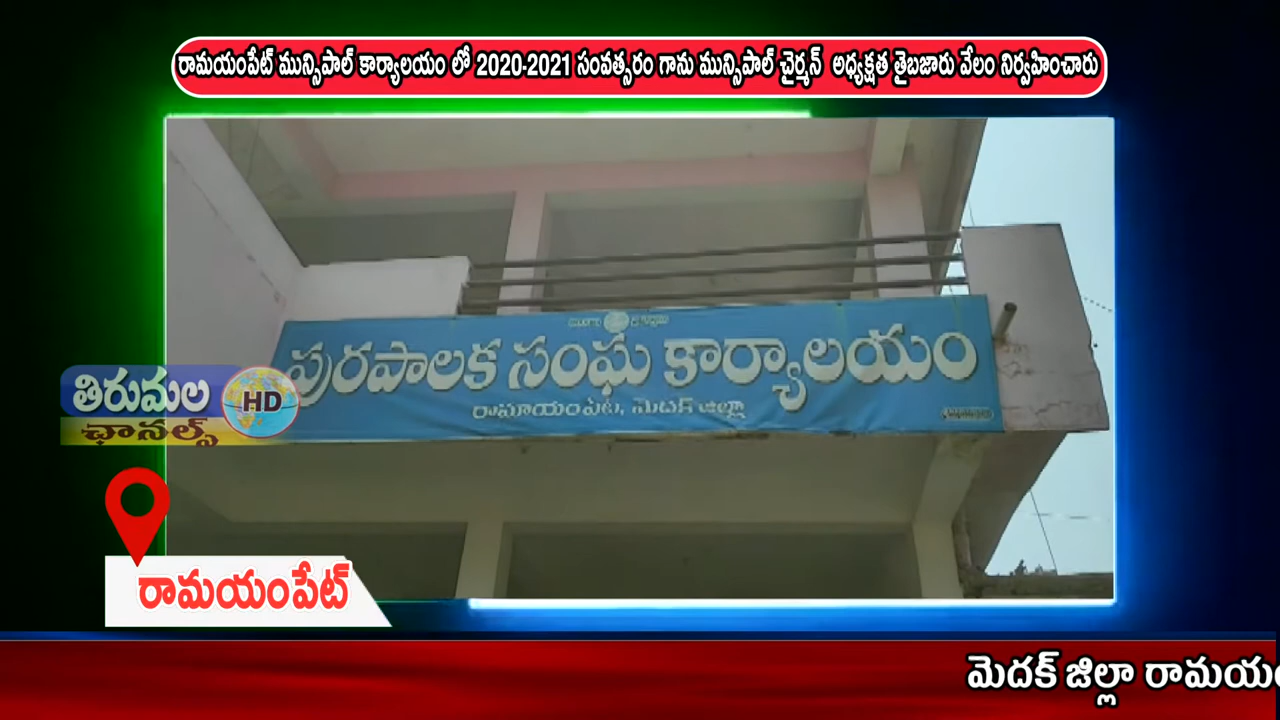 రామయంపేట్ మున్సిపాల్ కార్యాలయం లో 2020-2021 సంవత్సరం గాను మున్సిపాల్ చైర్మన్ అధ్యక్షత తైబజారు వేలం నిర్వహించారు
పురపాలక సంఘ కార్యాలయం
రామాయంపేట, మెదక్ జిల్లా
తిరుమల HD
ఛానల్స్
రామయంపేట్
మెదక్ జిల్లా రామయం